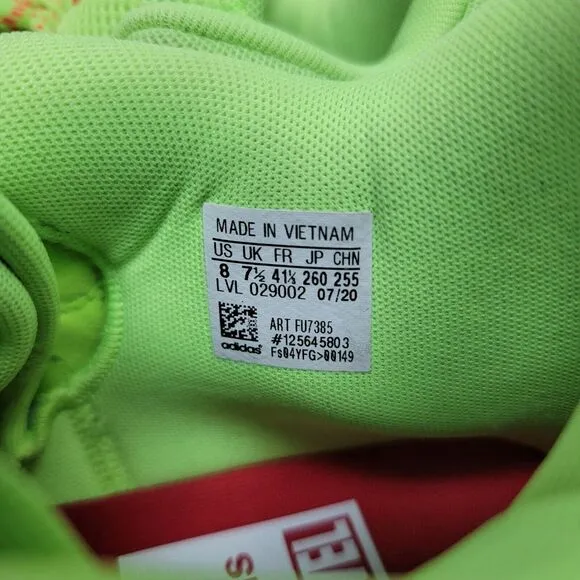 MADE IN VIETNAM
US UK FR JP CHN
8 7½ 41⅓ 260 255
LVL 029002 07/20
ART FU7385
#125645803
adidas
Fs04YFG>00149